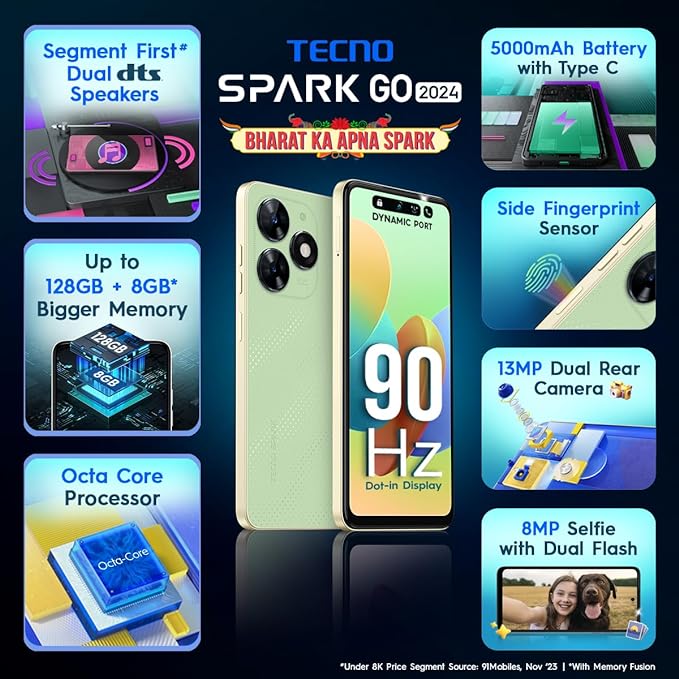 Segment First#
Dual dts
Speakers
TECNO
SPARK GO 2024
BHARAT KA APNA SPARK
5000mAh Battery
with Type C
Up to
128GB + 8GB*
Bigger Memory
128GB
8GB
DYNAMIC PORT
90
Hz
Dot-in Display
Side Fingerprint
Sensor
13MP Dual Rear
Camera
Octa Core
Processor
Octa-Core
8MP Selfie
with Dual Flash
#Under 8K Price Segment Source: 91Mobiles, Nov '23 | *With Memory Fusion